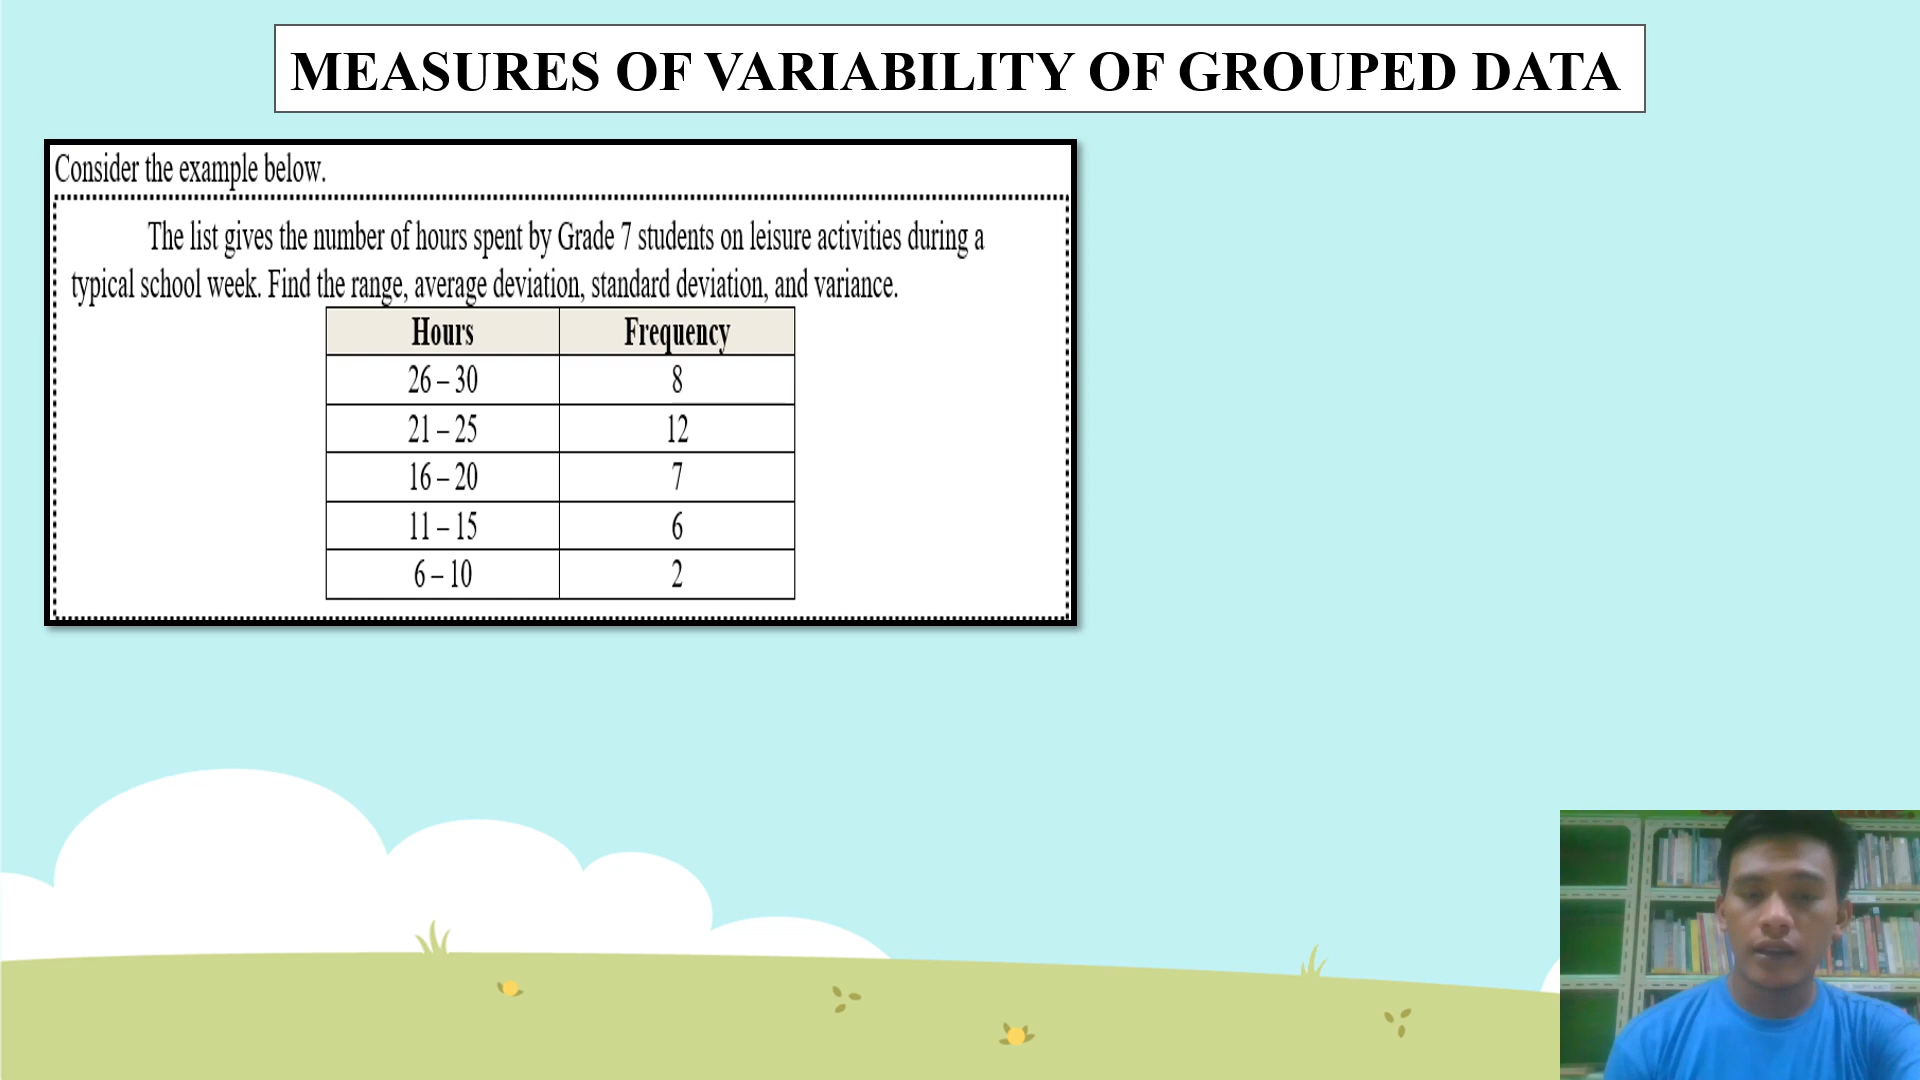 MEASURES OF VARIABILITY OF GROUPED DATA
Consider the example below.
The list gives the number of hours spent by Grade 7 students on leisure activities during a
typical school week. Find the range, average deviation, standard deviation, and variance.
Hours Frequency
26 – 30 8
21 – 25 12
16 – 20 7
11 – 15 6
6 – 10 2